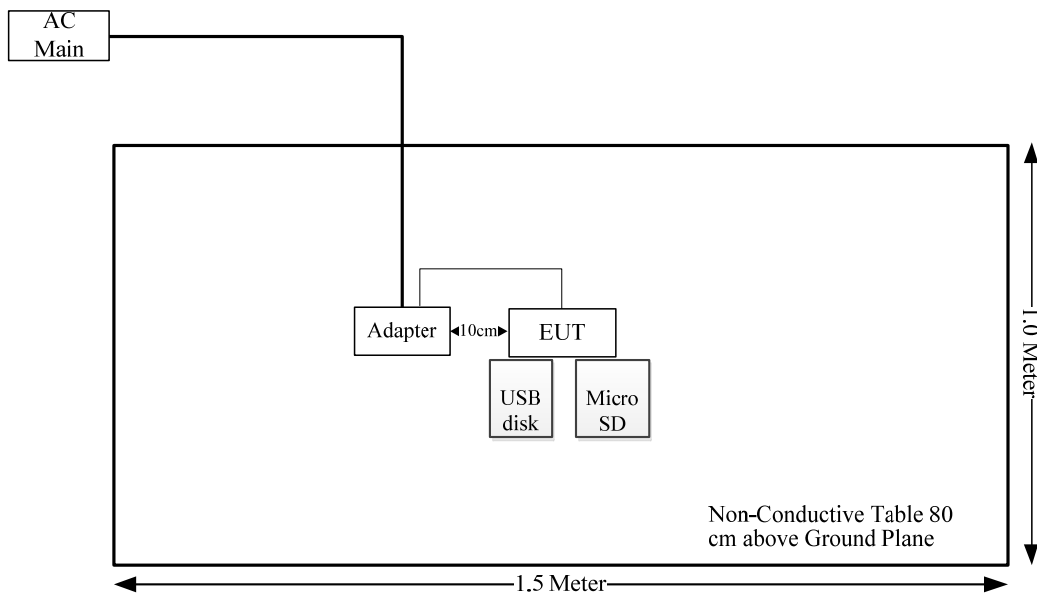 AC
Main
Adapter
10cm
EUT
USB
disk
Micro
SD
1.0 Meter
Non-Conductive Table 80
cm above Ground Plane
1.5 Meter